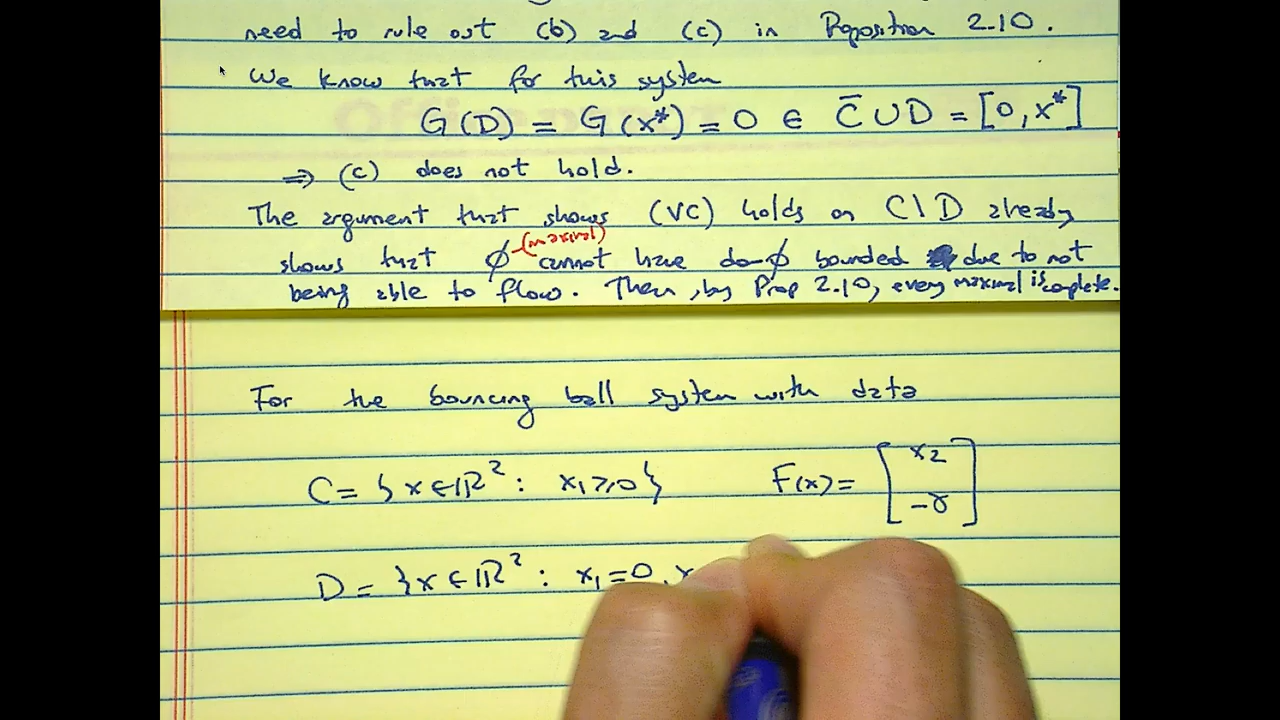 need to rule out (b) and (c) in Proposition 2.10.
We know that for this system
G(D) = G(x*) = 0 ∈ C̄ ∪ D = [0, x*]
⇒ (c) does not hold.
The argument that shows (VC) holds on C\D already
(maximal)
shows that ϕ cannot have dom ϕ bounded due to not
being able to flow. Then, by Prop 2.10, every maximal is complete.
For the bouncing ball system with data
C = {x ∈ ℝ² : x₁ ≥ 0} F(x) = [x₂
-γ]
D = {x ∈ ℝ² : x₁ = 0, x